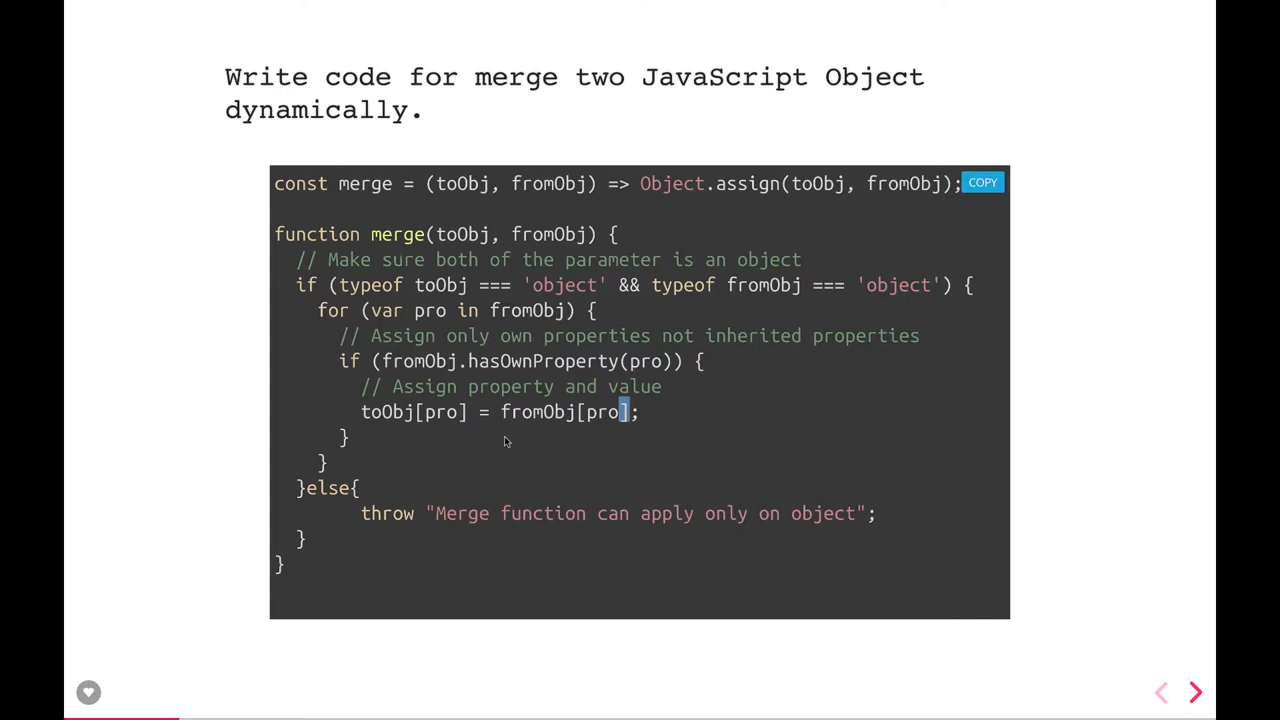 Write code for merge two JavaScript Object
dynamically.
const merge = (toObj, fromObj) => Object.assign(toObj, fromObj);
COPY
function merge(toObj, fromObj) {
// Make sure both of the parameter is an object
if (typeof toObj === 'object' && typeof fromObj === 'object') {
for (var pro in fromObj) {
// Assign only own properties not inherited properties
if (fromObj.hasOwnProperty(pro)) {
// Assign property and value
toObj[pro] = fromObj[pro];
}
}
}else{
throw "Merge function can apply only on object";
}
}